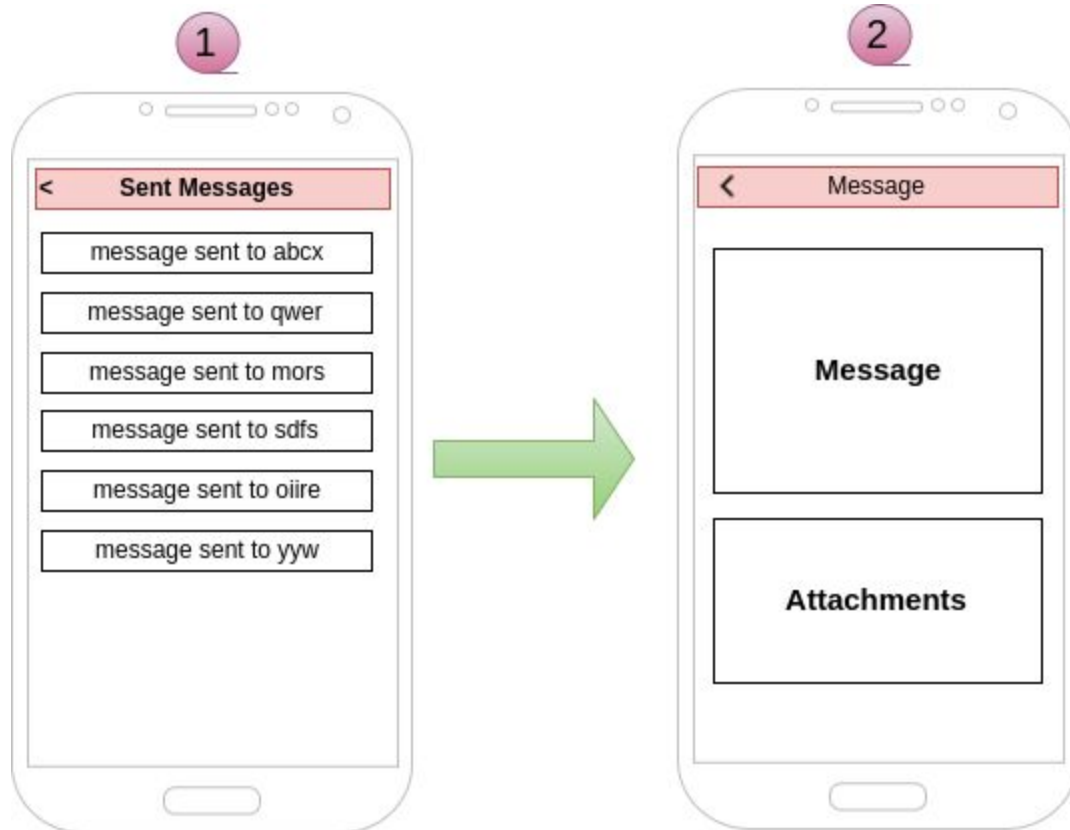 1
< Sent Messages
message sent to abcx
message sent to qwer
message sent to mors
message sent to sdfs
message sent to oiire
message sent to yyw
2
< Message
Message
Attachments